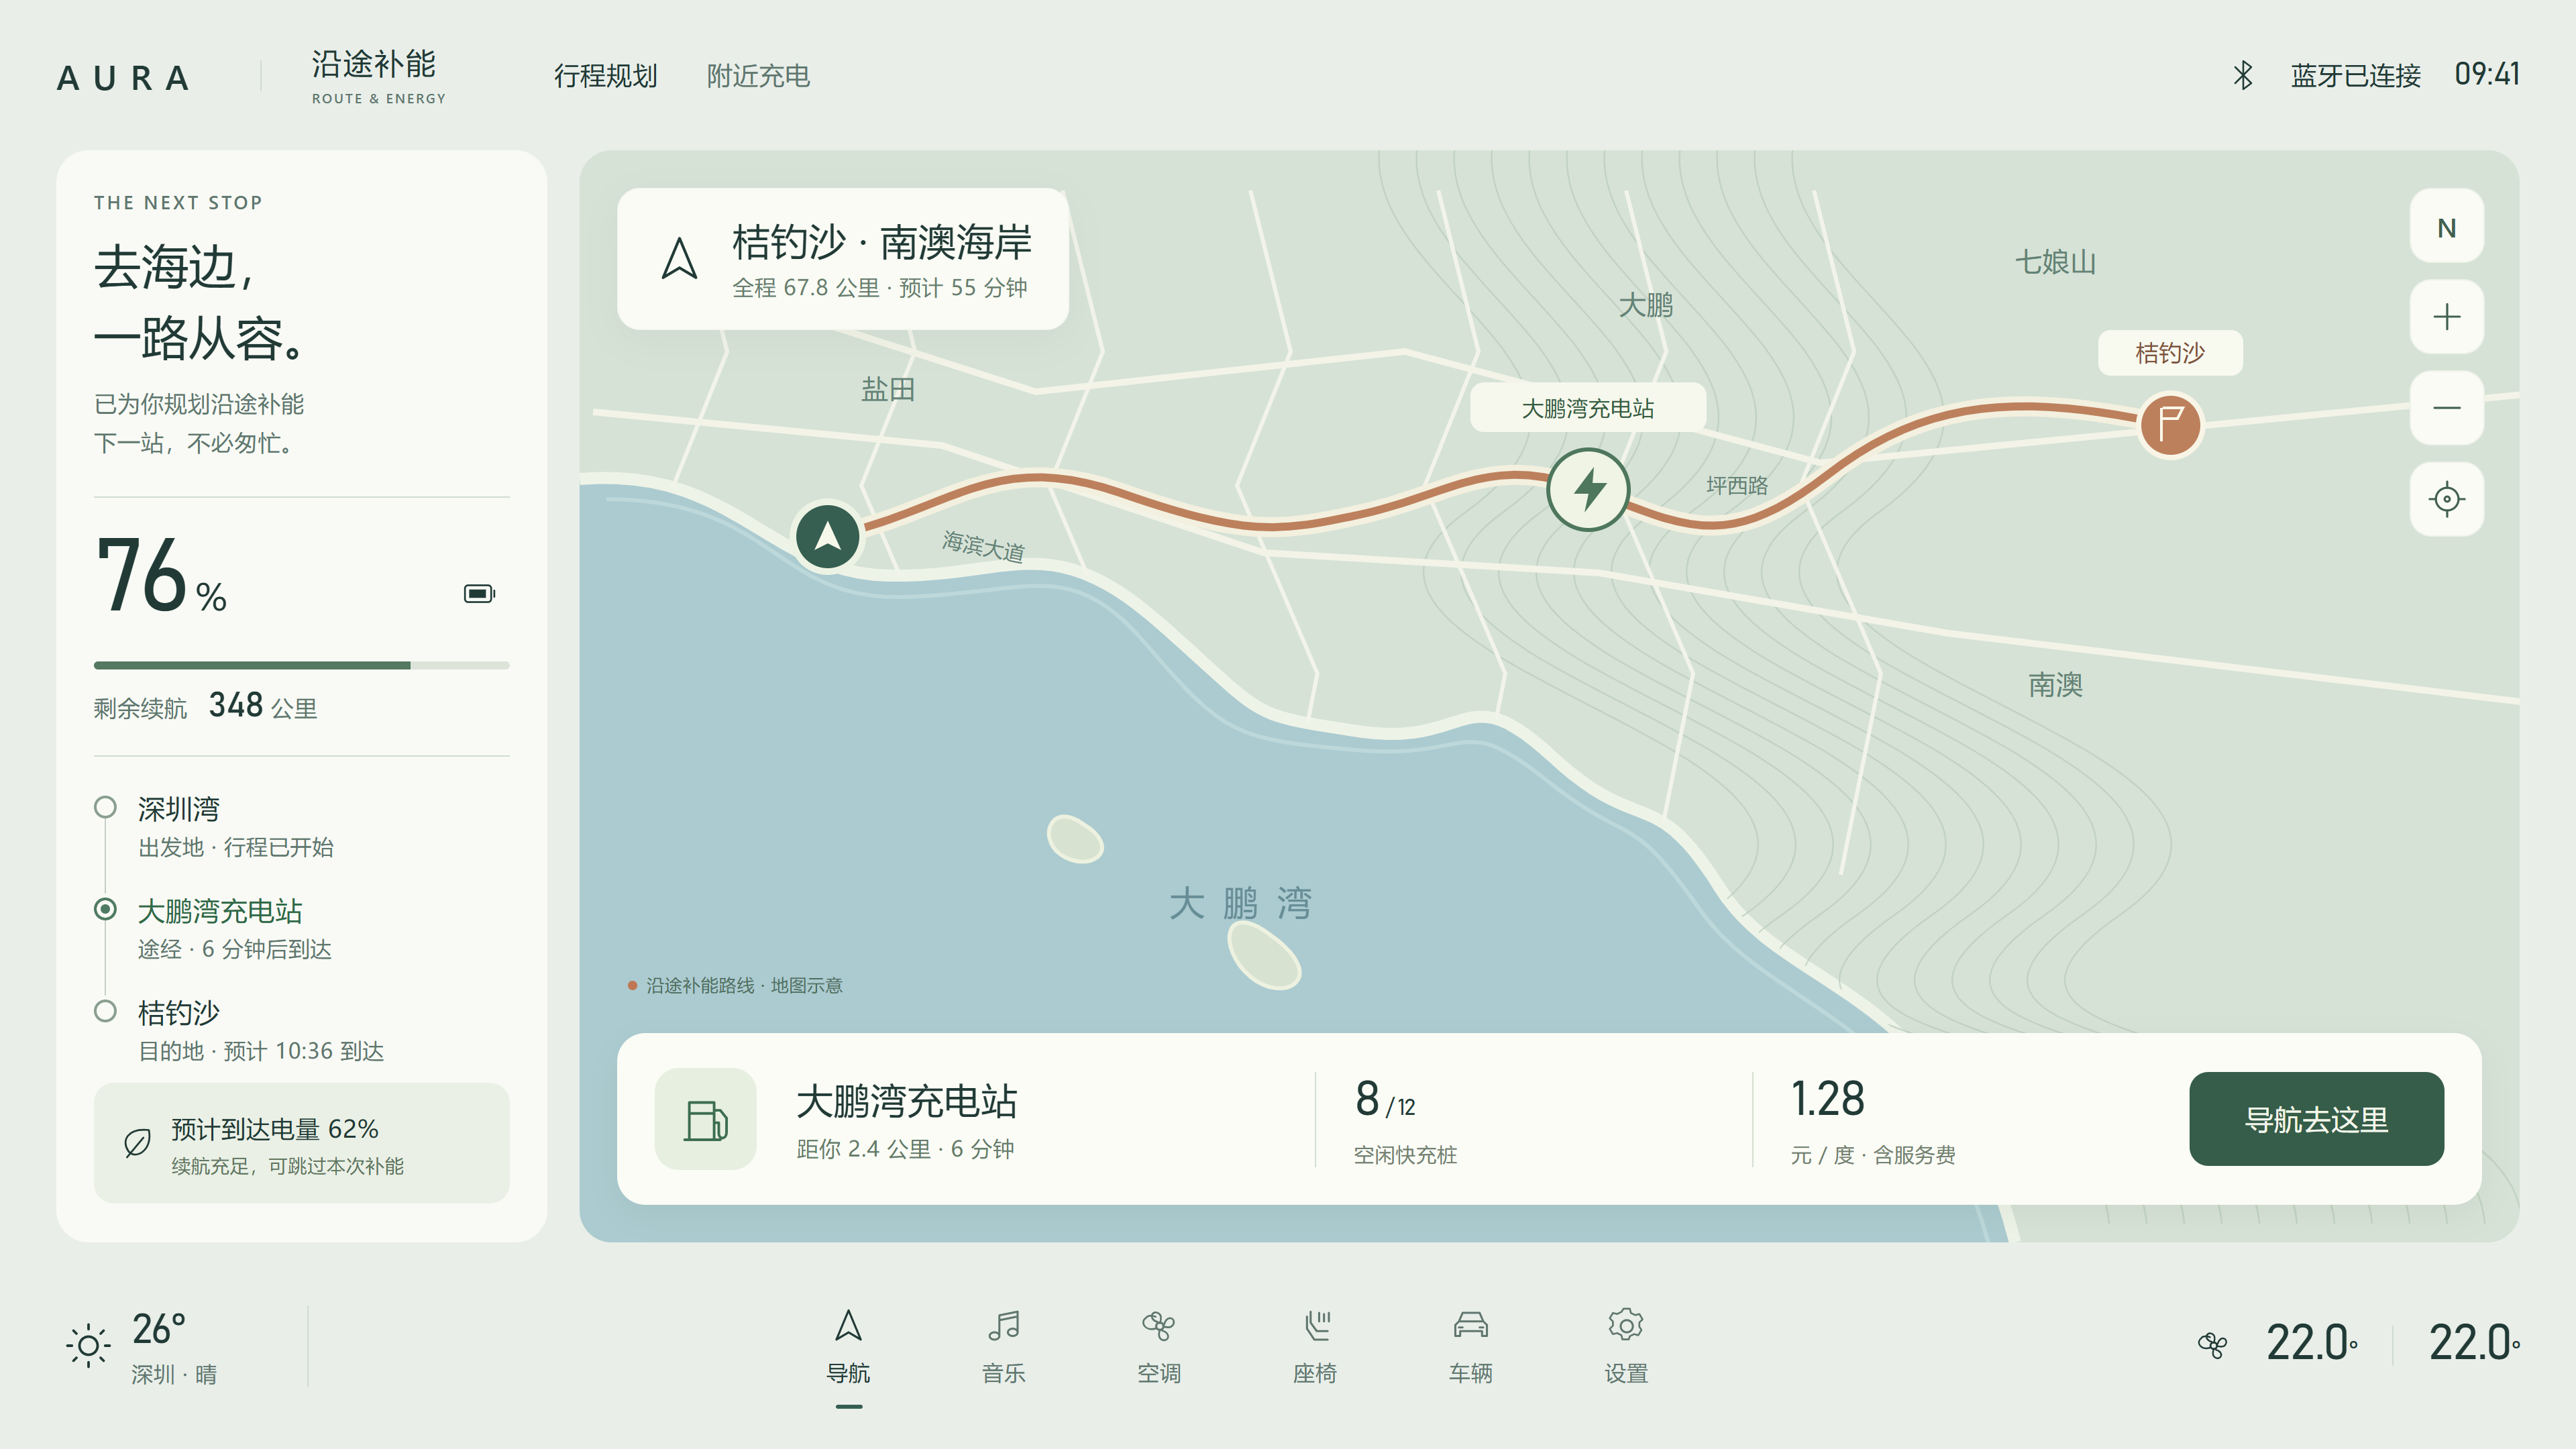 AURA
沿途补能
ROUTE & ENERGY
行程规划
附近充电
蓝牙已连接
09:41
THE NEXT STOP
去海边，
一路从容。
已为你规划沿途补能
下一站，不必匆忙。
76%
剩余续航 348 公里
深圳湾
出发地 · 行程已开始
大鹏湾充电站
途经 · 6 分钟后到达
桔钓沙
目的地 · 预计 10:36 到达
预计到达电量 62%
续航充足，可跳过本次补能
桔钓沙 · 南澳海岸
全程 67.8 公里 · 预计 55 分钟
N
七娘山
大鹏
桔钓沙
盐田
大鹏湾充电站
坪西路
海滨大道
南澳
大鹏湾
沿途补能路线 · 地图示意
大鹏湾充电站
距你 2.4 公里 · 6 分钟
8 / 12
空闲快充桩
1.28
元 / 度 · 含服务费
导航去这里
26°
深圳 · 晴
导航
音乐
空调
座椅
车辆
设置
22.0°
22.0°